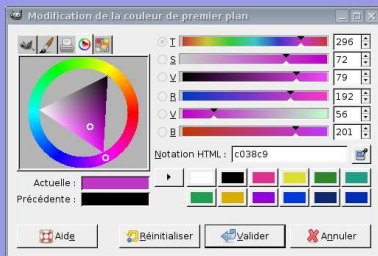 Modification de la couleur de premier plan
T 296
S 72
V 79
B 192
V 56
B 201
Notation HTML : c038c9
Actuelle :
Précédente :
Aide
Réinitialiser
Valider
Annuler